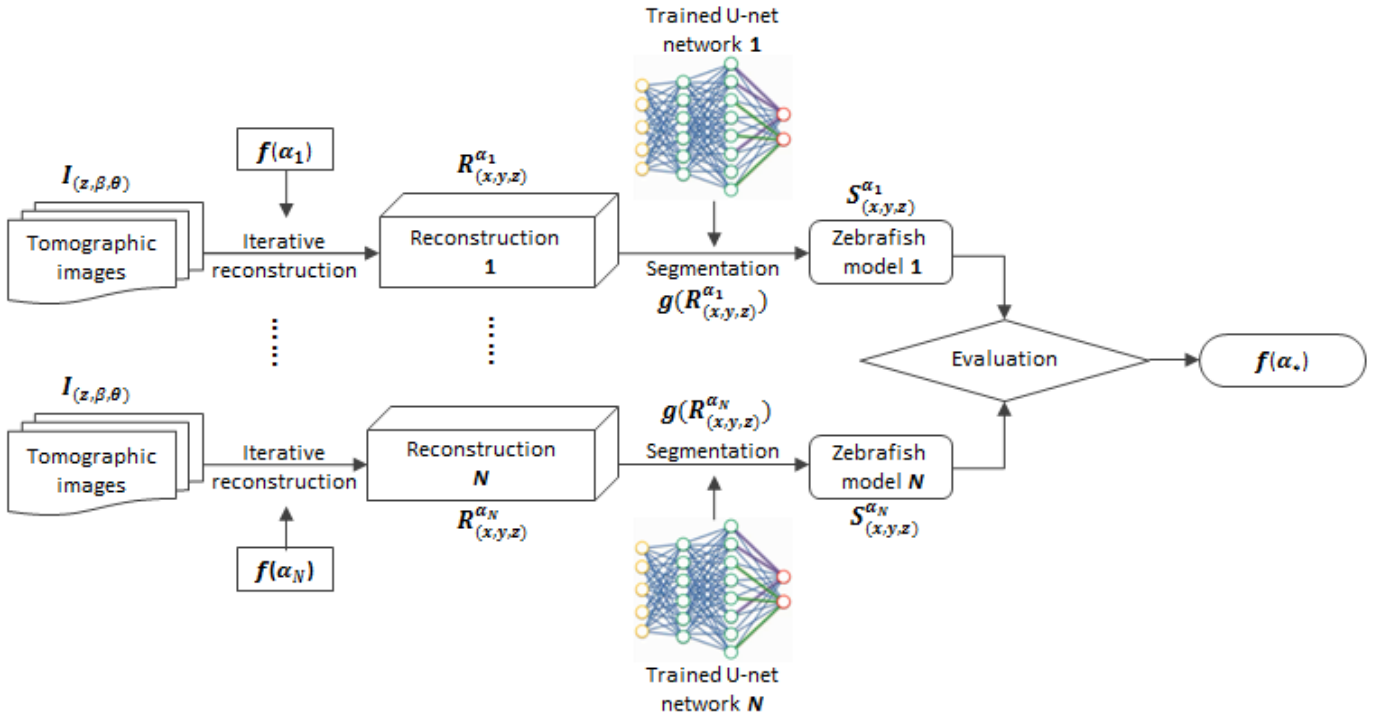 Trained U-net
network 1
f(α₁)
I(z,β,θ)
R^α₁(x,y,z)
S^α₁(x,y,z)
Tomographic
images
Iterative
reconstruction
Reconstruction
1
Segmentation
g(R^α₁(x,y,z))
Zebrafish
model 1
......
......
Evaluation
f(α*)
I(z,β,θ)
Tomographic
images
Iterative
reconstruction
Reconstruction
N
g(R^αN(x,y,z))
Segmentation
Zebrafish
model N
R^αN(x,y,z)
S^αN(x,y,z)
f(αN)
Trained U-net
network N